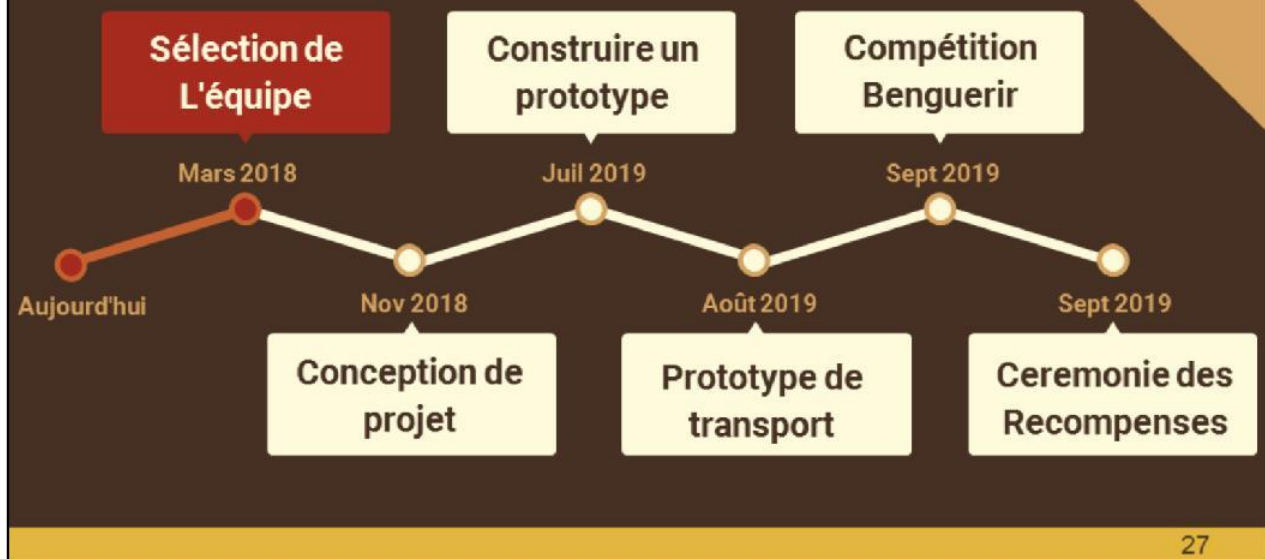 Sélection de
L'équipe
Construire un
prototype
Compétition
Benguerir
Mars 2018
Juil 2019
Sept 2019
Aujourd'hui
Nov 2018
Août 2019
Sept 2019
Conception de
projet
Prototype de
transport
Ceremonie des
Recompenses
27